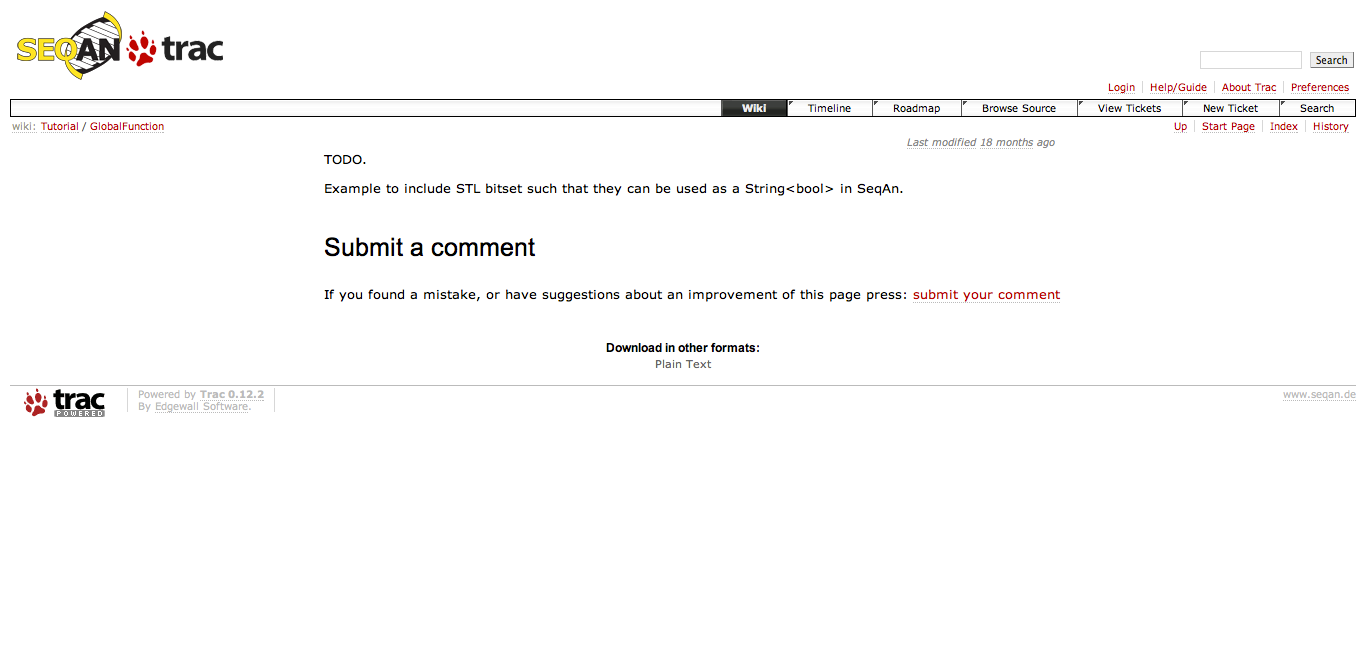 SEQAN trac
Search
Login Help/Guide About Trac Preferences
Wiki Timeline Roadmap Browse Source View Tickets New Ticket Search
wiki: Tutorial / GlobalFunction Up Start Page Index History
Last modified 18 months ago
TODO.
Example to include STL bitset such that they can be used as a String<bool> in SeqAn.
Submit a comment
If you found a mistake, or have suggestions about an improvement of this page press: submit your comment
Download in other formats:
Plain Text
trac POWERED
Powered by Trac 0.12.2
By Edgewall Software.
www.seqan.de